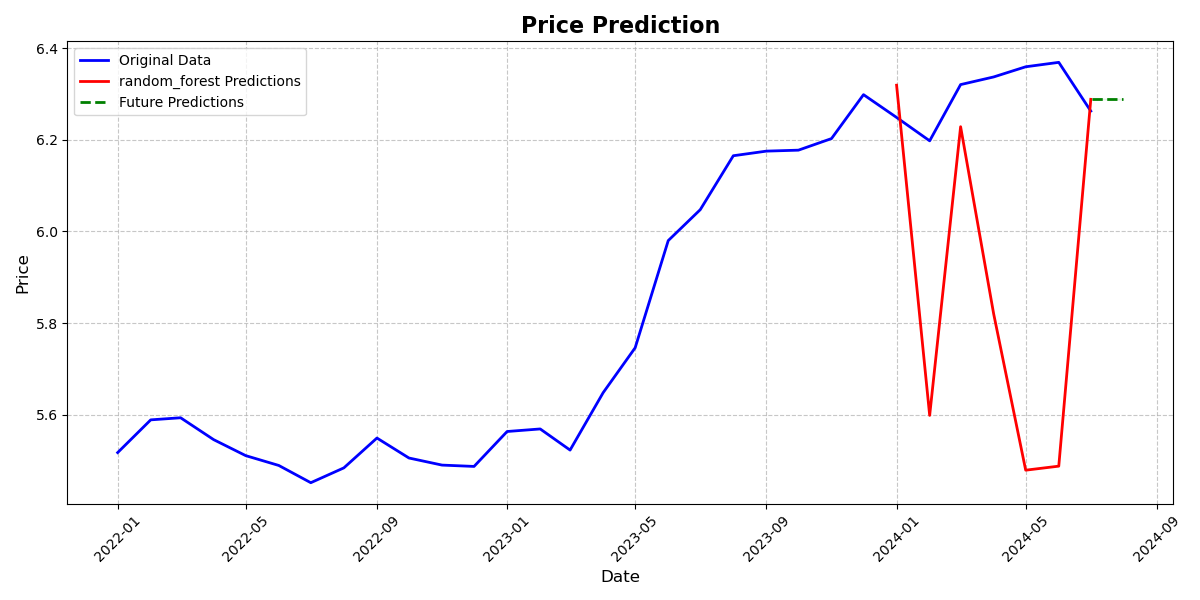 Price Prediction
Original Data
random_forest Predictions
Future Predictions
Price
6.4
6.2
6.0
5.8
5.6
2022-01
2022-05
2022-09
2023-01
2023-05
2023-09
2024-01
2024-05
2024-09
Date